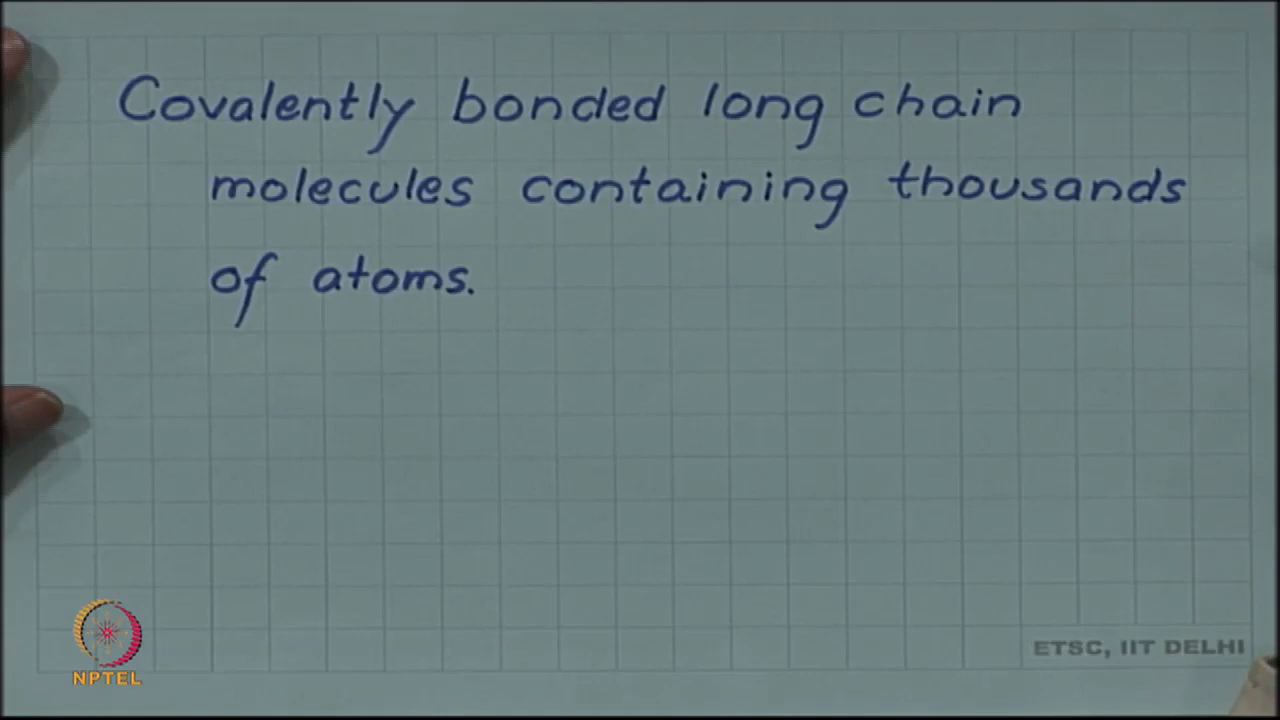 Covalently bonded long chain
molecules containing thousands
of atoms.
NPTEL
ETSC, IIT DELHI